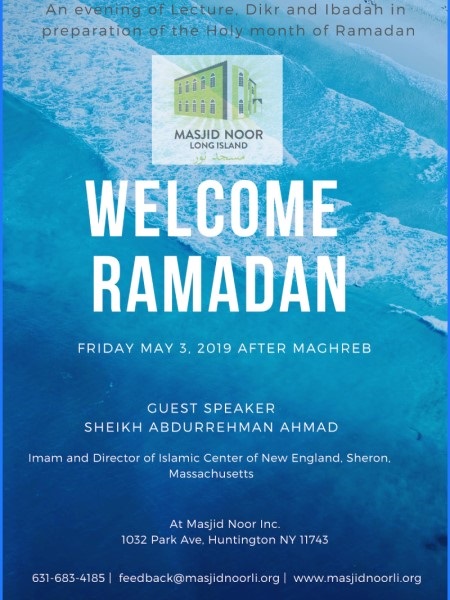 An evening of Lecture, Dikr and Ibadah in
preparation of the Holy month of Ramadan
MASJID NOOR
LONG ISLAND
مسجد نور
WELCOME
RAMADAN
FRIDAY MAY 3, 2019 AFTER MAGHREB
GUEST SPEAKER
SHEIKH ABDURREHMAN AHMAD
Imam and Director of Islamic Center of New England, Sheron,
Massachusetts
At Masjid Noor Inc.
1032 Park Ave, Huntington NY 11743
631-683-4185 | feedback@masjidnoorli.org | www.masjidnoorli.org